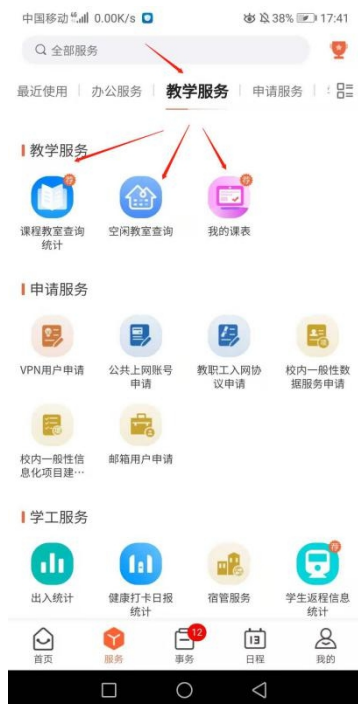 中国移动 0.00K/s 38% 17:41
全部服务
最近使用 办公服务 教学服务 申请服务
教学服务
荐 荐
课程教室查询统计 空闲教室查询 我的课表
申请服务
VPN用户申请 公共上网账号申请 教职工入网协议申请 校内一般性数据服务申请
校内一般性信息化项目建… 邮箱用户申请
学工服务
荐
出入统计 健康打卡日报统计 宿管服务 学生返程信息统计
12
13
首页 服务 事务 日程 我的